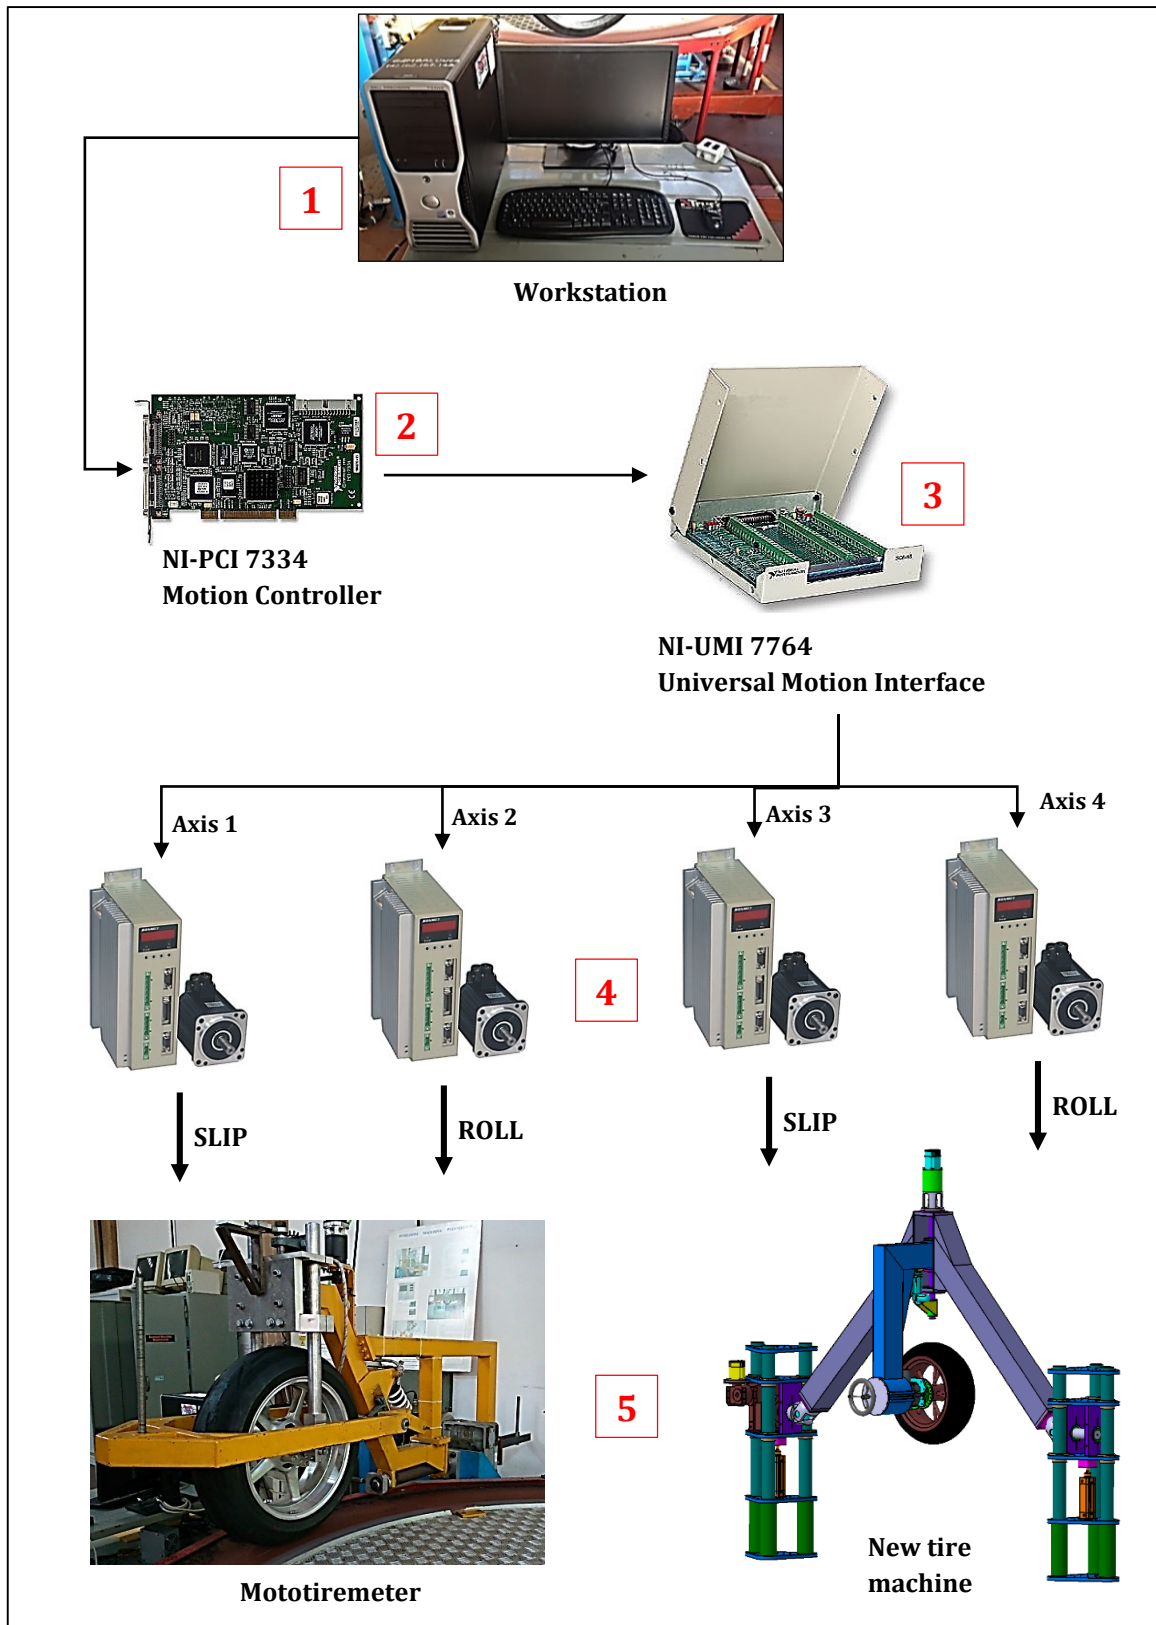 1
Workstation
2
NI-PCI 7334
Motion Controller
3
NI-UMI 7764
Universal Motion Interface
Axis 1
Axis 2
Axis 3
Axis 4
4
SLIP
ROLL
SLIP
ROLL
5
Mototiremeter
New tire
machine